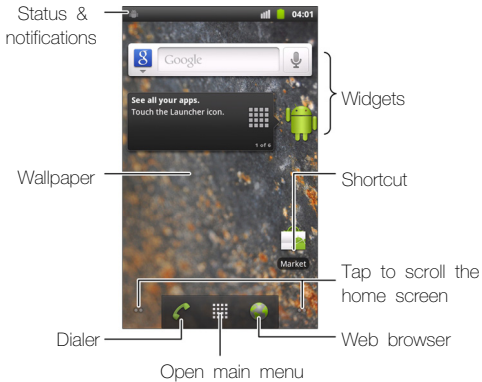 Status &
notifications
04:01
8 Google
See all your apps.
Touch the Launcher icon.
1 of 6
Widgets
Wallpaper
Shortcut
Market
Tap to scroll the
home screen
Dialer
Web browser
Open main menu